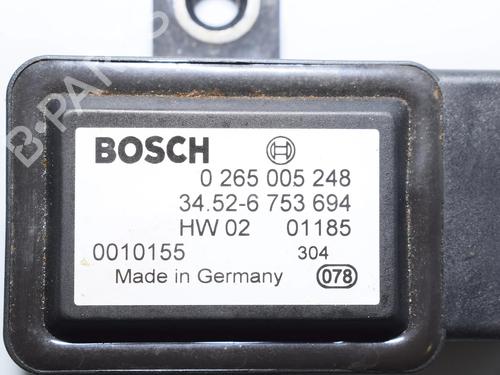 BOSCH
0 265 005 248
34.52-6 753 694
HW 02 01185
0010155 304
Made in Germany 078
B-PARTS